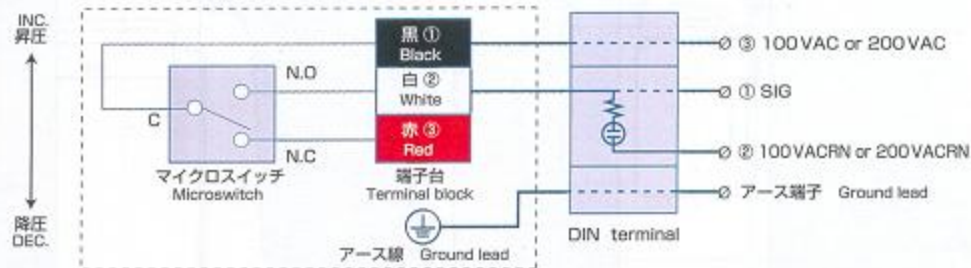 INC.
昇圧
降圧
DEC.
C
N.O
N.C
マイクロスイッチ
Microswitch
黒 ①
Black
白 ②
White
赤 ③
Red
端子台
Terminal block
アース線 Ground lead
DIN terminal
③ 100VAC or 200VAC
① SIG
② 100VACRN or 200VACRN
アース端子 Ground lead